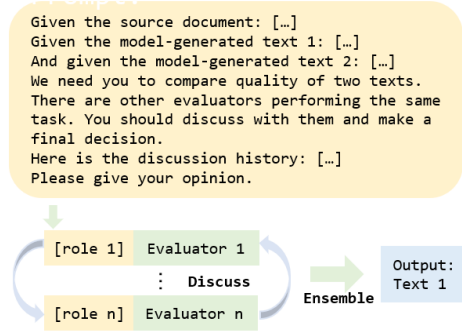 Given the source document: […]
Given the model-generated text 1: […]
And given the model-generated text 2: […]
We need you to compare quality of two texts.
There are other evaluators performing the same
task. You should discuss with them and make a
final decision.
Here is the discussion history: […]
Please give your opinion.
[role 1] Evaluator 1
⋮ Discuss
[role n] Evaluator n
Ensemble
Output:
Text 1